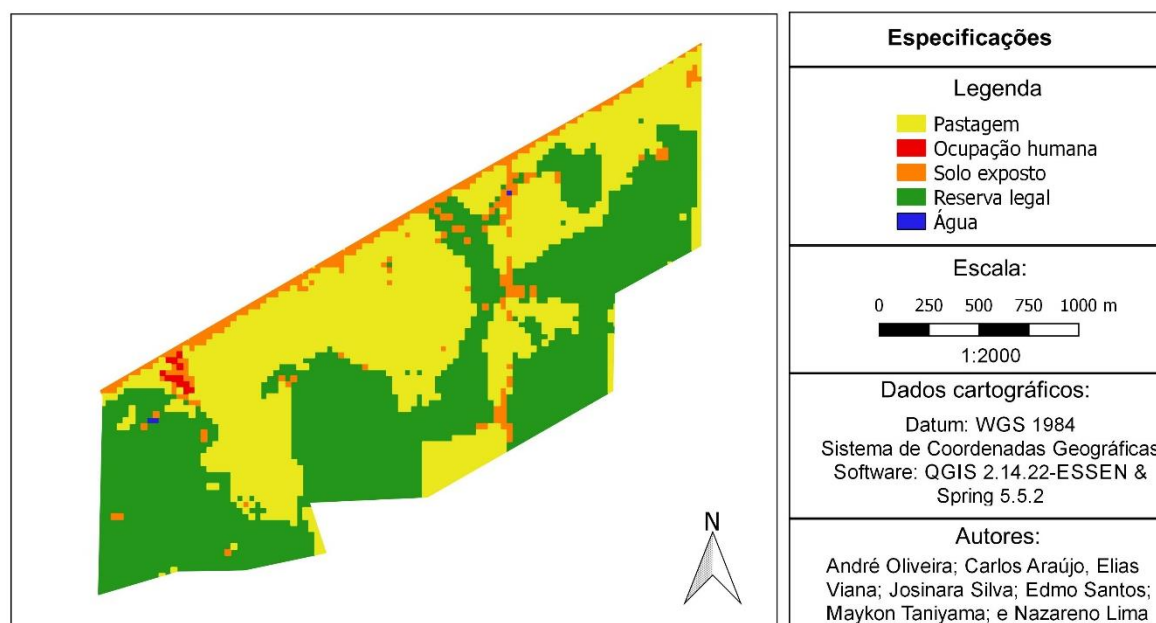 Especificações
Legenda
Pastagem
Ocupação humana
Solo exposto
Reserva legal
Água
Escala:
0 250 500 750 1000 m
1:2000
Dados cartográficos:
Datum: WGS 1984
Sistema de Coordenadas Geográficas
Software: QGIS 2.14.22-ESSEN &
Spring 5.5.2
N
Autores:
André Oliveira; Carlos Araújo, Elias
Viana; Josinara Silva; Edmo Santos;
Maykon Taniyama; e Nazareno Lima